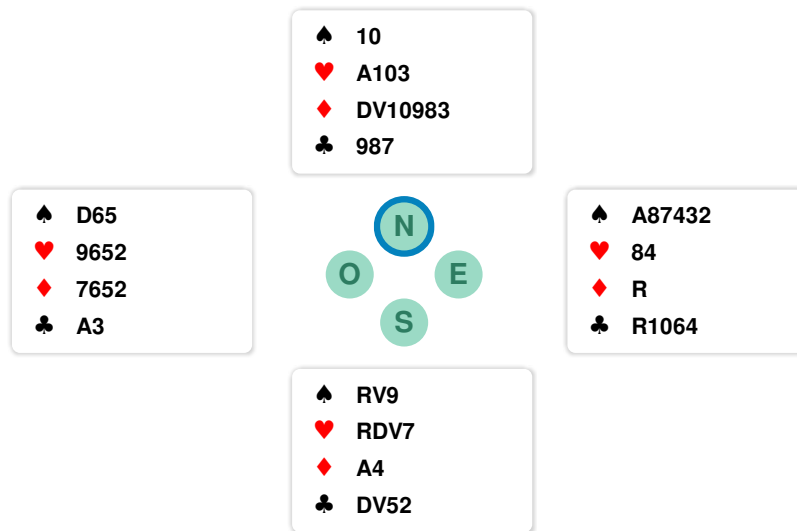 ♠ 10
♥ A103
♦ DV10983
♣ 987
♠ D65
♥ 9652
♦ 7652
♣ A3
N
O E
S
♠ A87432
♥ 84
♦ R
♣ R1064
♠ RV9
♥ RDV7
♦ A4
♣ DV52